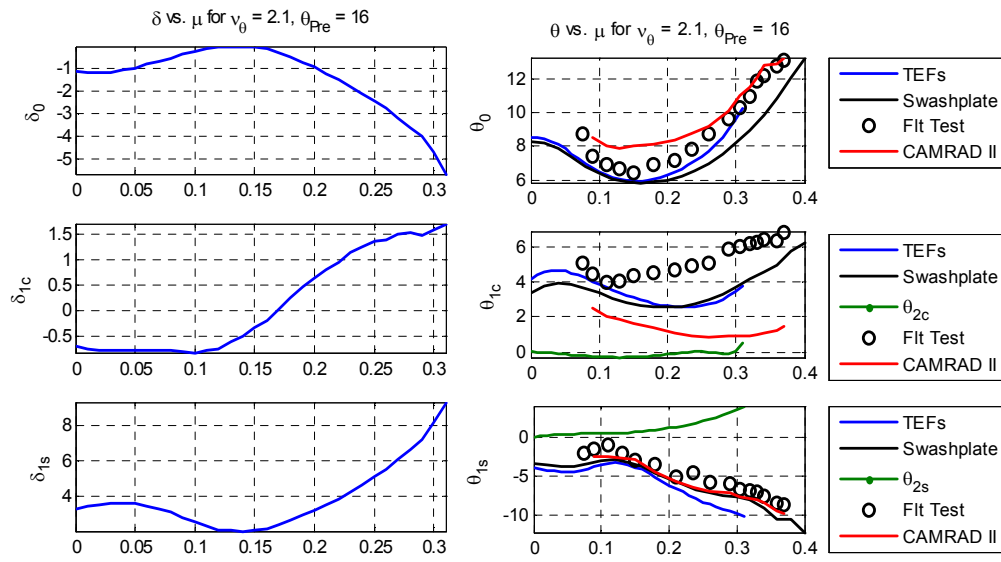 δ vs. μ for ν_θ = 2.1, θ_Pre = 16
δ_0
-1
-2
-3
-4
-5
0 0.05 0.1 0.15 0.2 0.25 0.3
δ_1c
1.5
1
0.5
0
-0.5
0 0.05 0.1 0.15 0.2 0.25 0.3
δ_1s
8
6
4
0 0.05 0.1 0.15 0.2 0.25 0.3
θ vs. μ for ν_θ = 2.1, θ_Pre = 16
θ_0
12
10
8
6
0 0.1 0.2 0.3 0.4
TEFs
Swashplate
Flt Test
CAMRAD II
θ_1c
6
4
2
0
0 0.1 0.2 0.3 0.4
TEFs
Swashplate
θ_2c
Flt Test
CAMRAD II
θ_1s
0
-5
-10
0 0.1 0.2 0.3 0.4
TEFs
Swashplate
θ_2s
Flt Test
CAMRAD II